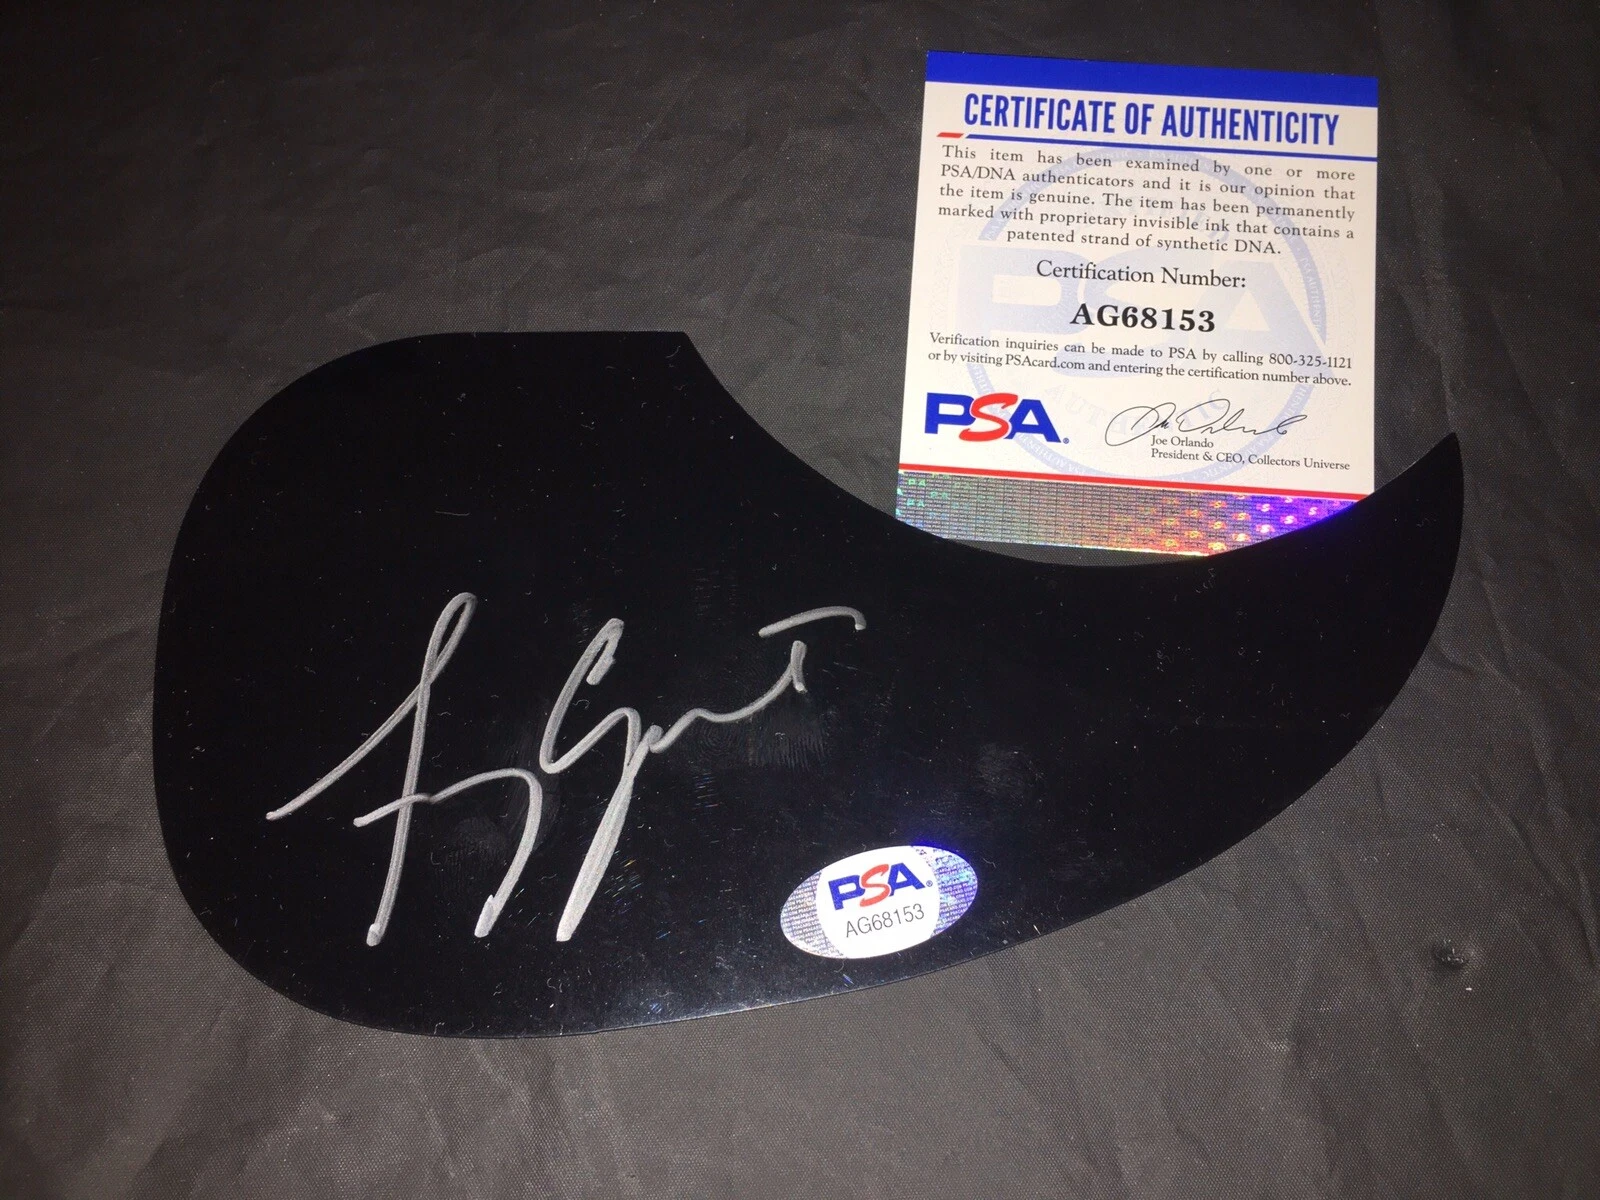 CERTIFICATE OF AUTHENTICITY
This item has been examined by one or more
PSA/DNA authenticators and it is our opinion that
the item is genuine. The item has been permanently
marked with proprietary invisible ink that contains a
patented strand of synthetic DNA.
Certification Number:
AG68153
Verification inquiries can be made to PSA by calling 800-325-1121
or by visiting PSAcard.com and entering the certification number above.
PSA®
Joe Orlando
President & CEO, Collectors Universe
PSA®
AG68153